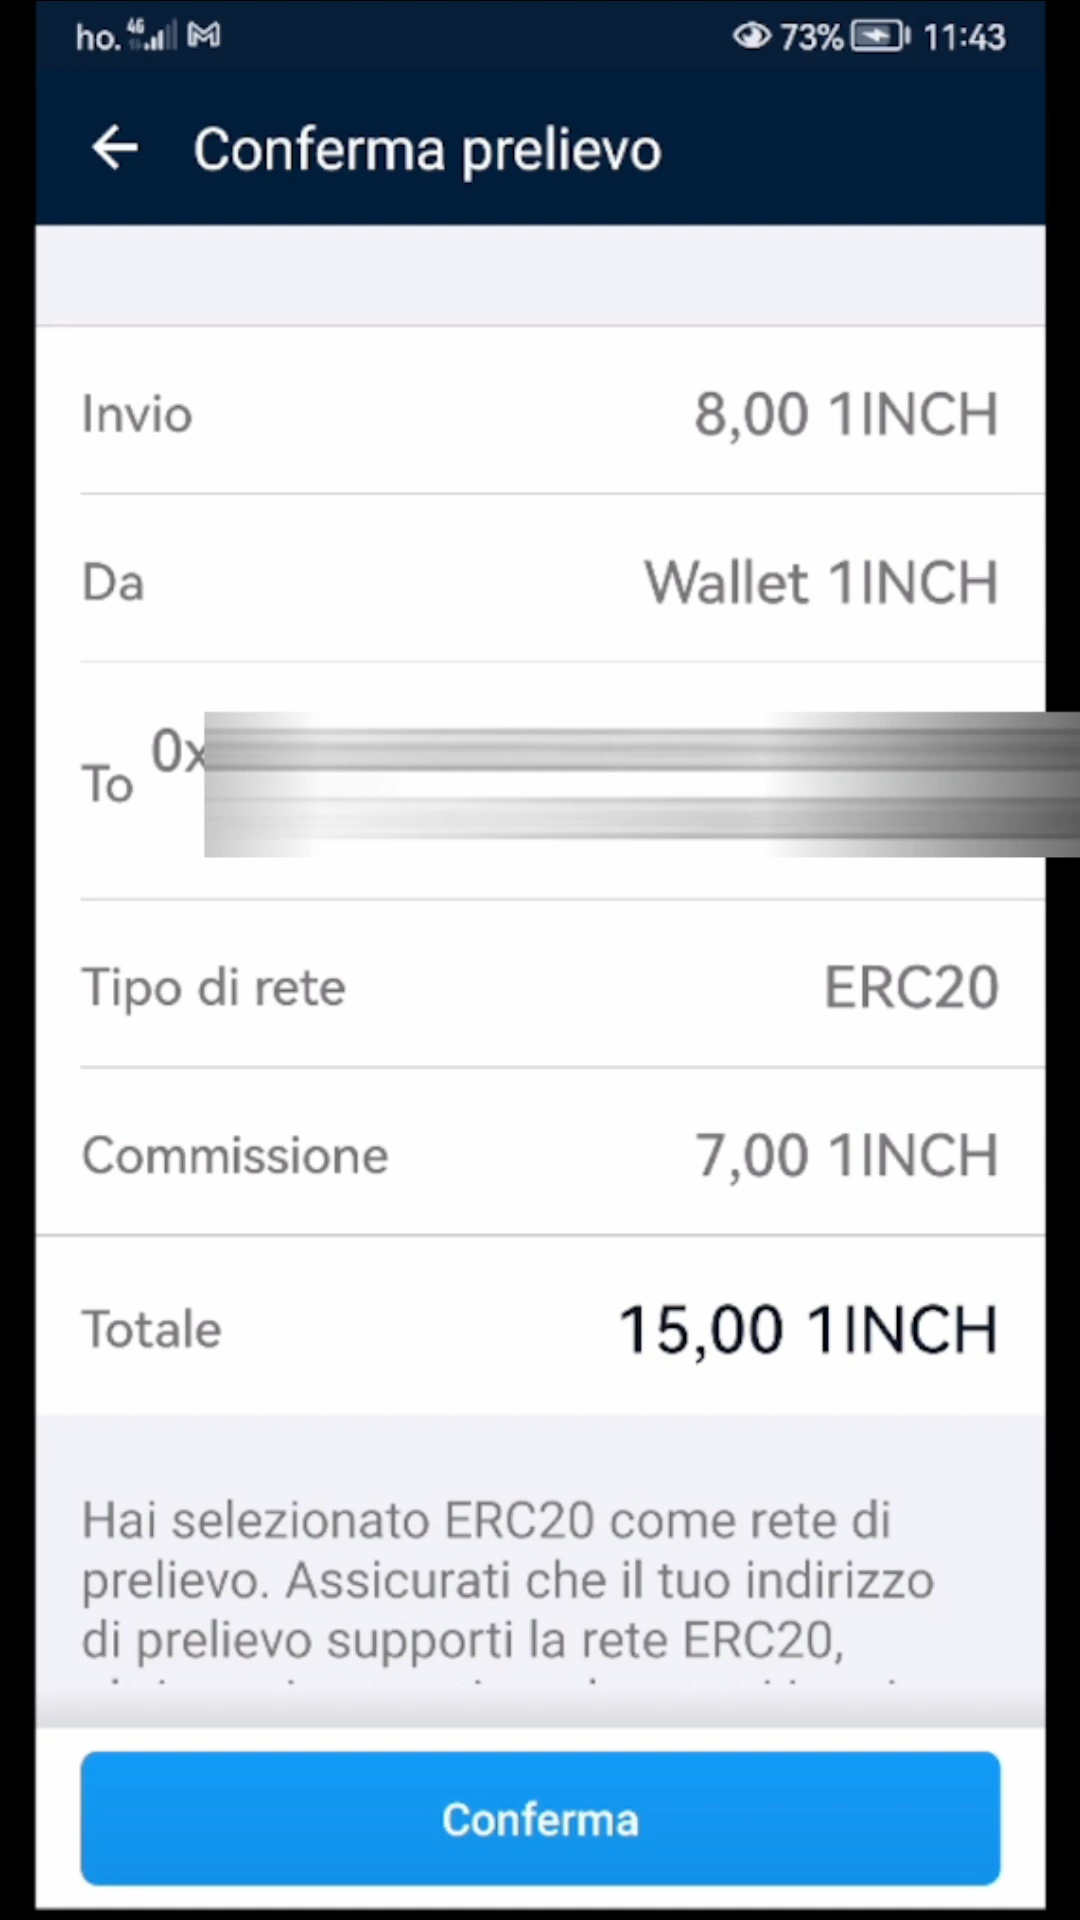 ho. 4G 73% 11:43
Conferma prelievo
Invio 8,00 1INCH
Da Wallet 1INCH
To 0x
Tipo di rete ERC20
Commissione 7,00 1INCH
Totale 15,00 1INCH
Hai selezionato ERC20 come rete di
prelievo. Assicurati che il tuo indirizzo
di prelievo supporti la rete ERC20,
Conferma